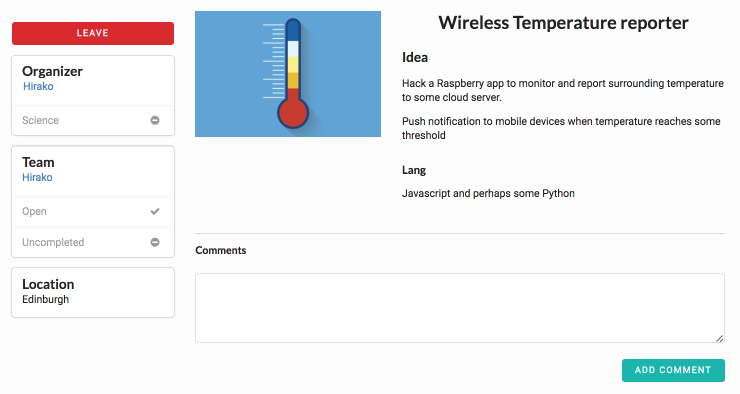 LEAVE
Organizer
Hirako
Science
Team
Hirako
Open
Uncompleted
Location
Edinburgh
Wireless Temperature reporter
Idea
Hack a Raspberry app to monitor and report surrounding temperature
to some cloud server.
Push notification to mobile devices when temperature reaches some
threshold
Lang
Javascript and perhaps some Python
Comments
ADD COMMENT